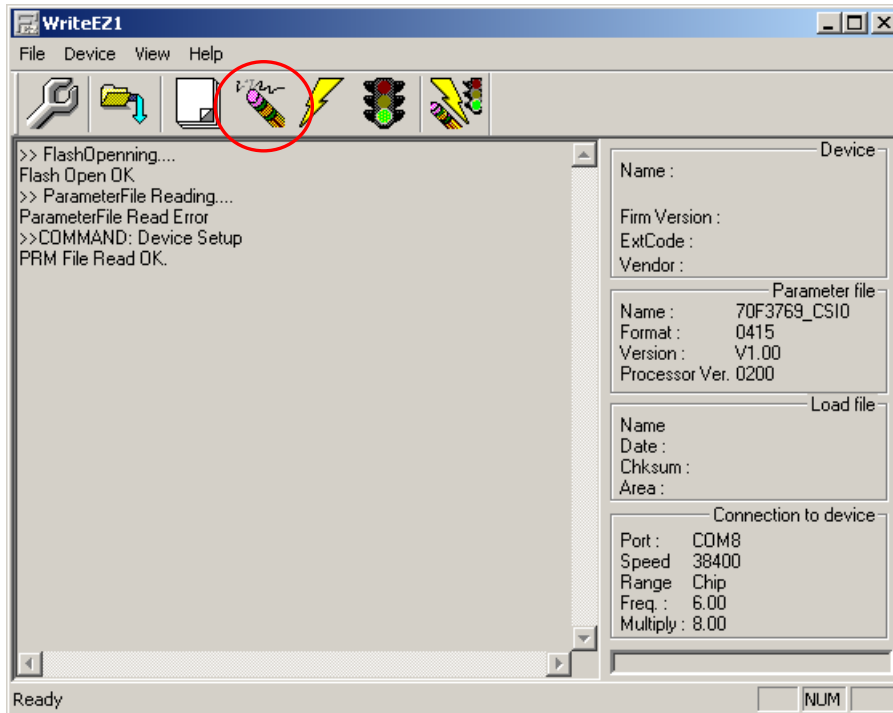 WriteEZ1
File Device View Help
>> FlashOpenning....
Flash Open OK
>> ParameterFile Reading....
ParameterFile Read Error
>>COMMAND: Device Setup
PRM File Read OK.
Device
Name :
Firm Version :
ExtCode :
Vendor :
Parameter file
Name : 70F3769_CSI0
Format : 0415
Version : V1.00
Processor Ver. 0200
Load file
Name
Date :
Chksum :
Area :
Connection to device
Port : COM8
Speed 38400
Range Chip
Freq. : 6.00
Multiply : 8.00
Ready NUM